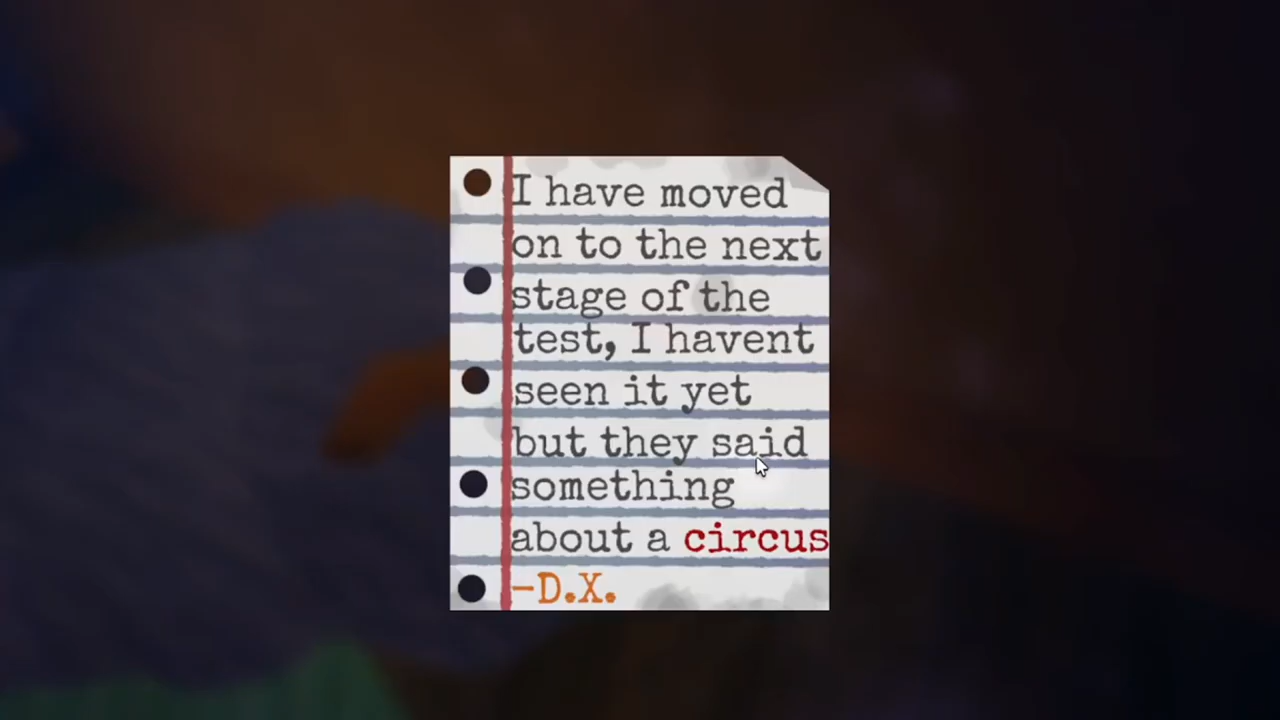 I have moved
on to the next
stage of the
test, I havent
seen it yet
but they said
something
about a circus
-D.X.